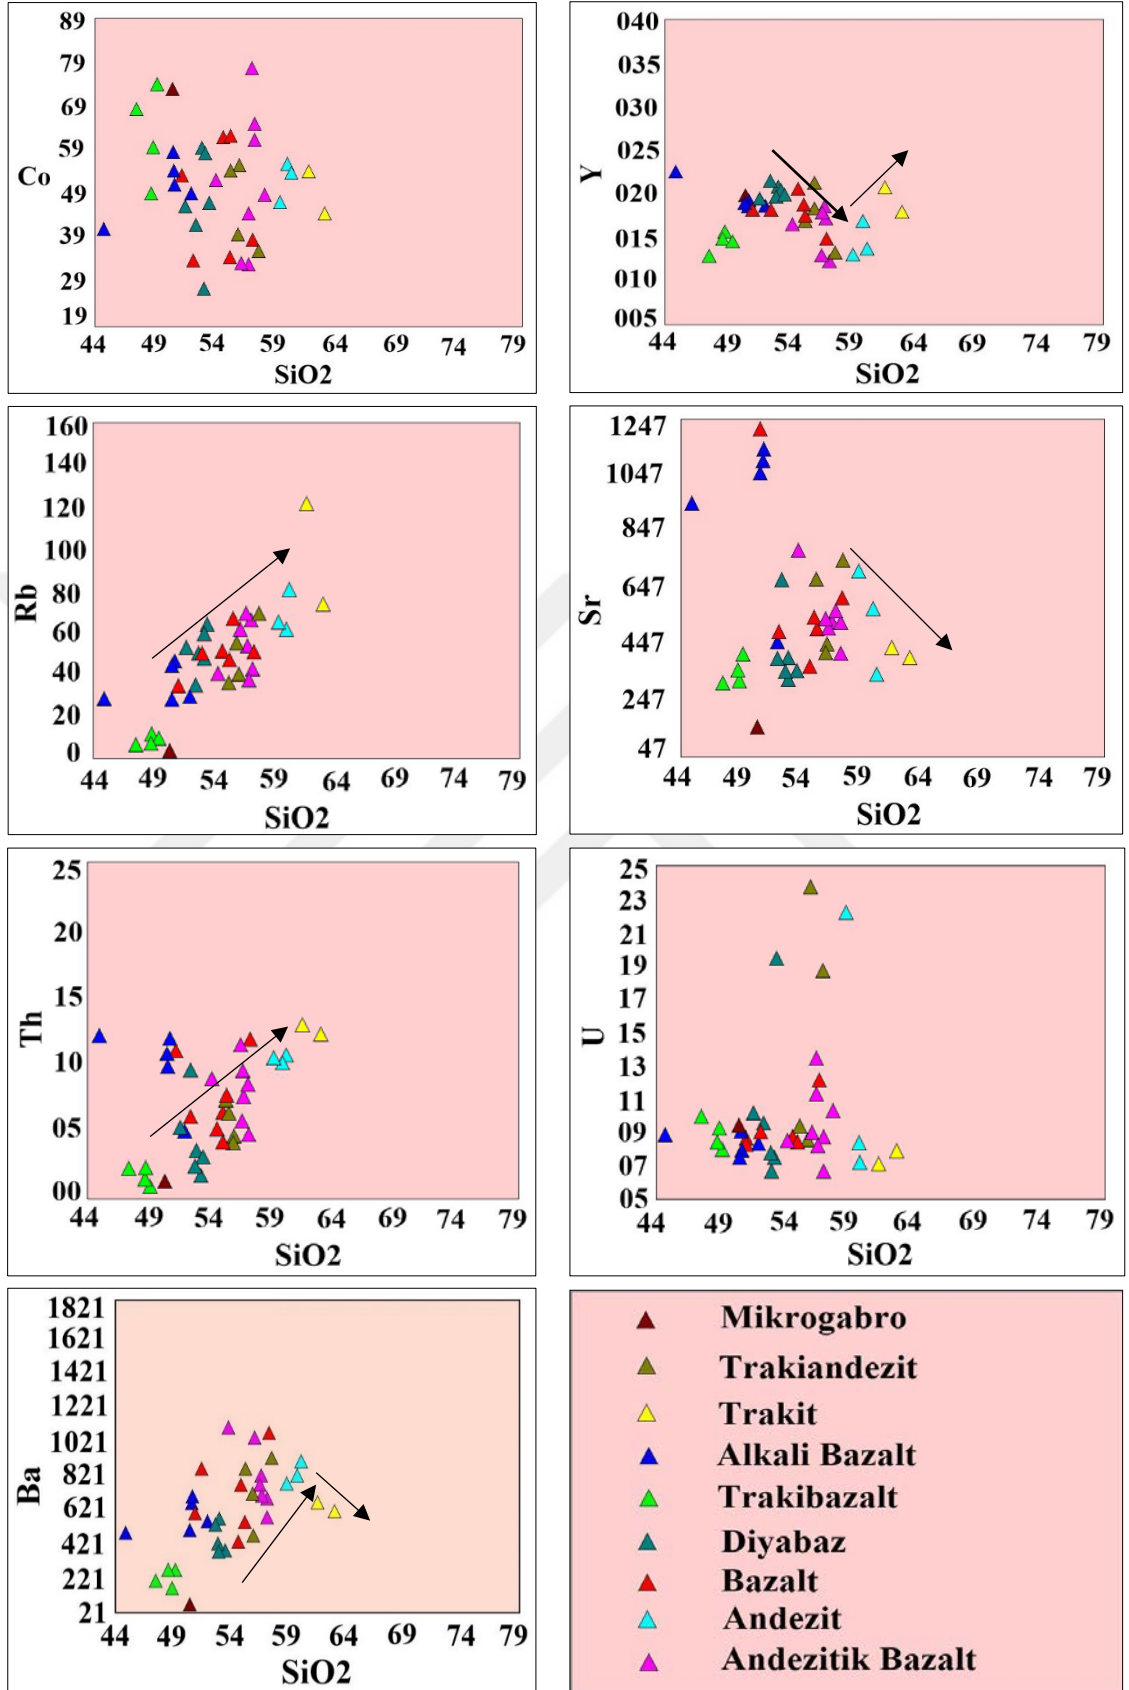 89
79
69
59
Co
49
39
29
19
44 49 54 59 64 69 74 79
SiO2
040
035
030
025
Y
020
015
010
005
44 49 54 59 64 69 74 79
SiO2
160
140
120
100
80
Rb
60
40
20
0
44 49 54 59 64 69 74 79
SiO2
1247
1047
847
647
Sr
447
247
47
44 49 54 59 64 69 74 79
SiO2
25
20
15
Th
10
05
00
44 49 54 59 64 69 74 79
SiO2
25
23
21
19
17
15
U
13
11
09
07
05
44 49 54 59 64 69 74 79
SiO2
1821
1621
1421
1221
1021
821
Ba
621
421
221
21
44 49 54 59 64 69 74 79
SiO2
Mikrogabro
Trakiandezit
Trakit
Alkali Bazalt
Trakibazalt
Diyabaz
Bazalt
Andezit
Andezitik Bazalt